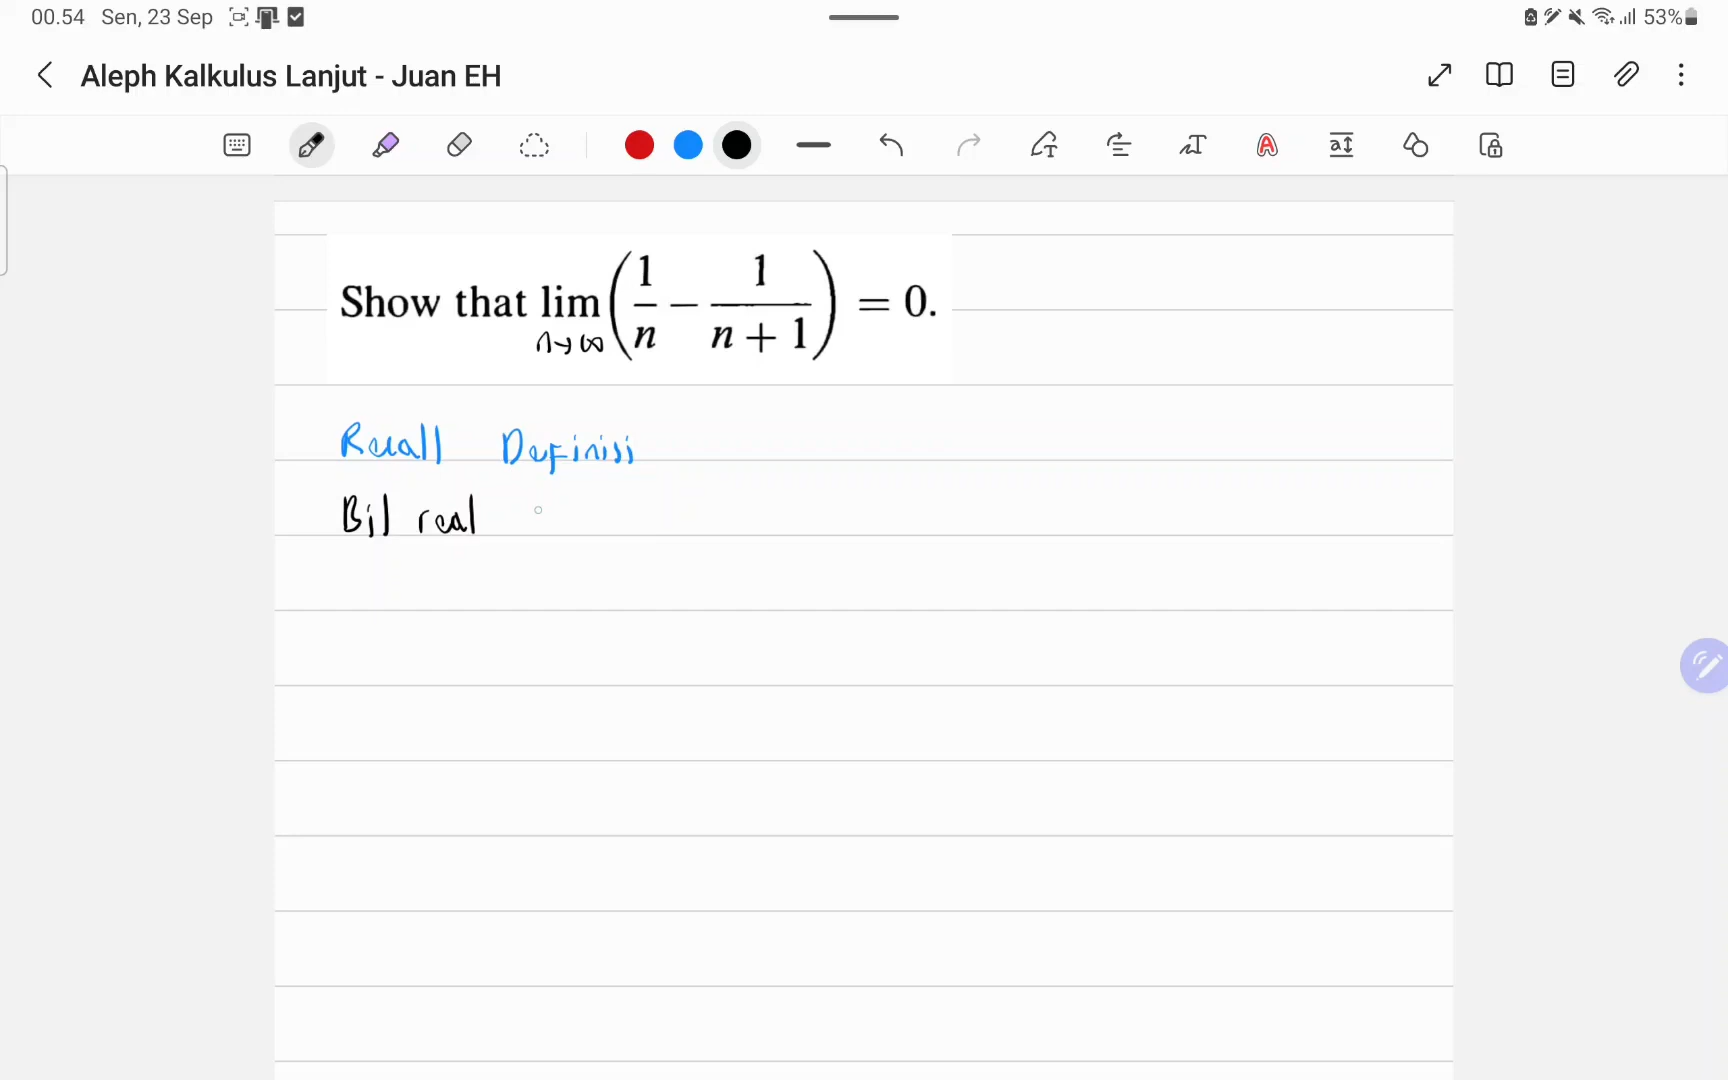 00.54 Sen, 23 Sep 53%
Aleph Kalkulus Lanjut - Juan EH
Show that lim n→∞ (1/n − 1/(n + 1)) = 0.
Recall Definisi
Bil real